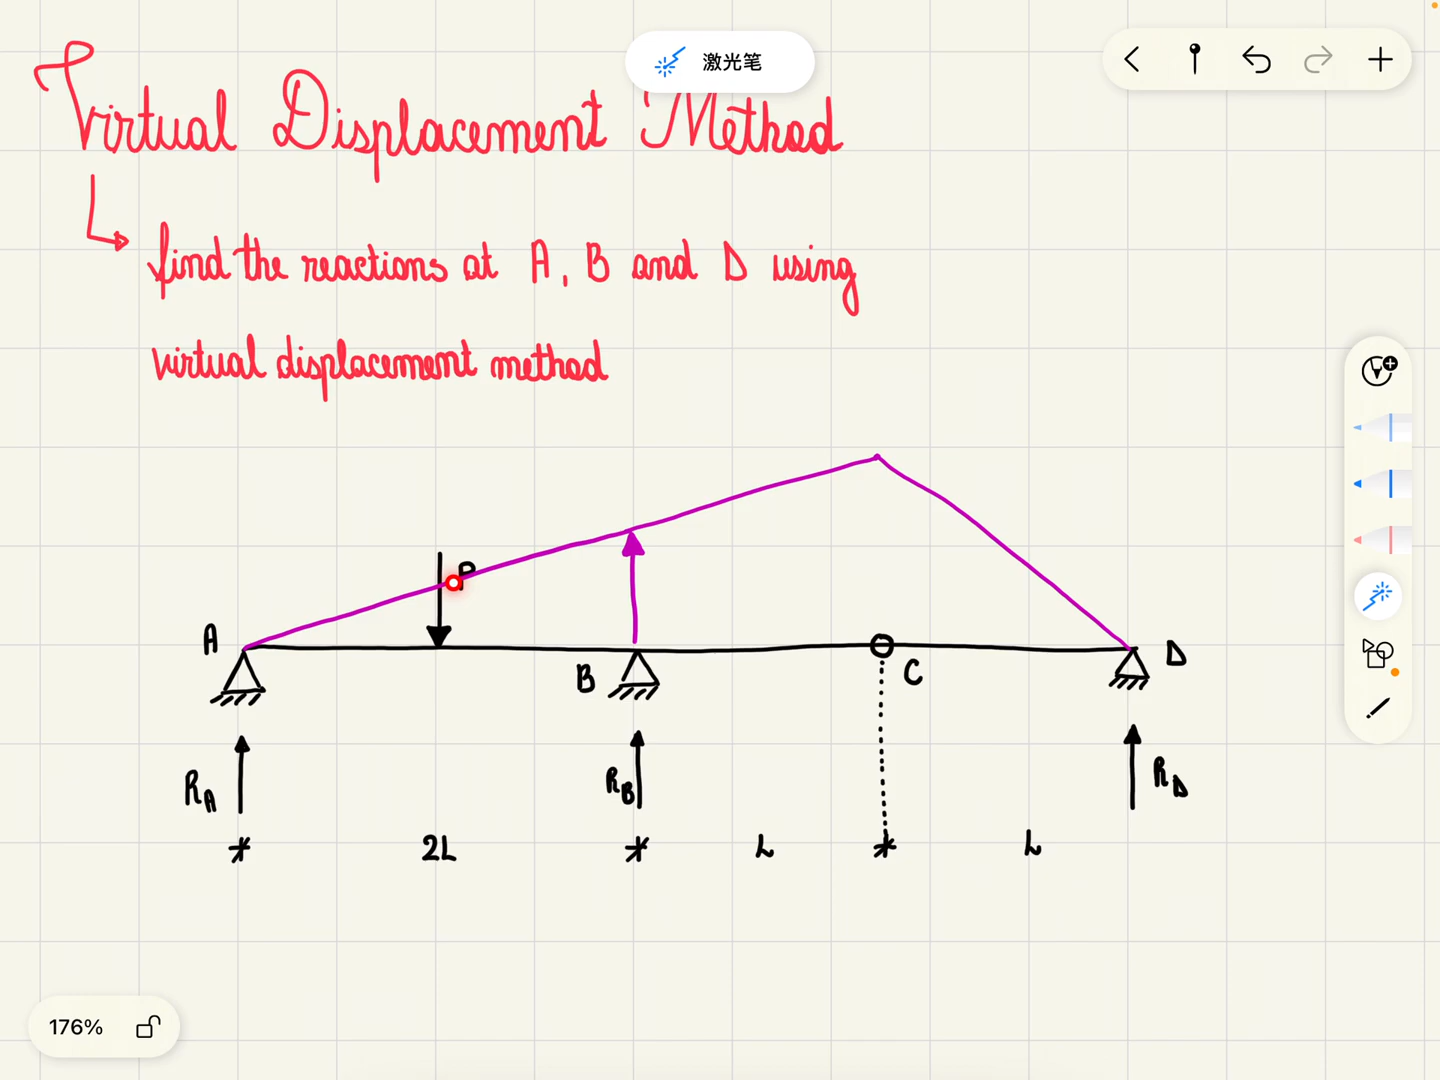 激光笔
Virtual Displacement Method
find the reactions at A, B and D using
virtual displacement method
P
A
B
C
D
RA
RB
RD
2L
L
L
176%